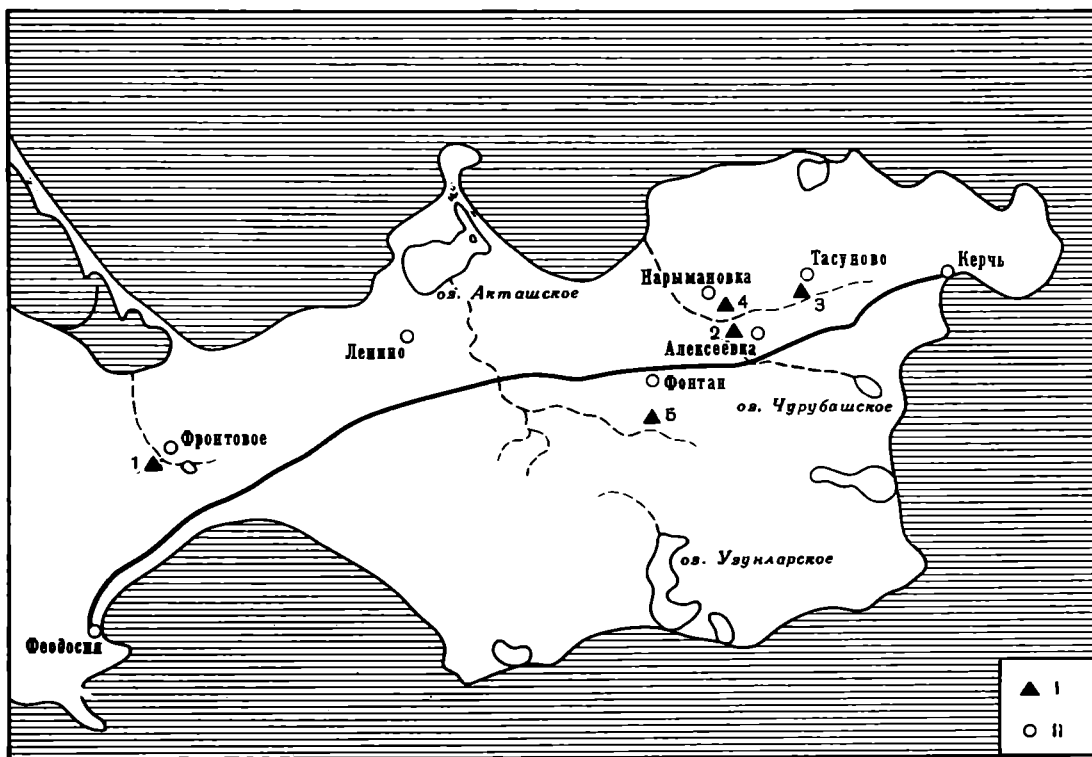 Тасуново
Керчь
Нарымановка
4
3
оз. Акташское
2
Алексеевка
Ленино
Фонтан
оз. Чурубашское
5
Фронтовое
1
оз. Узунларское
Феодосия
I
II